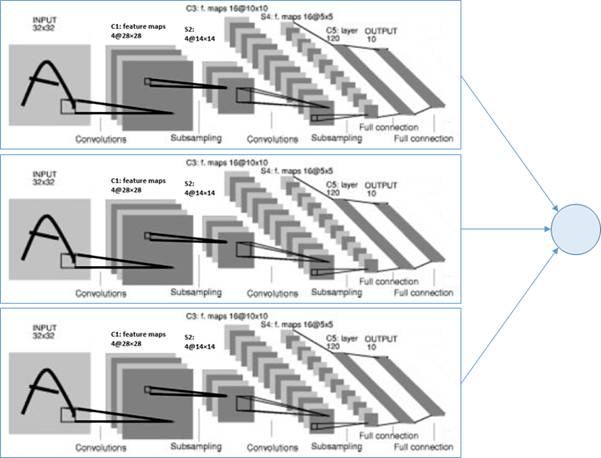 C3: f. maps 16@10x10
INPUT
32x32
C1: feature maps
4@28×28
S2:
4@14×14
S4: f. maps 16@5x5
C5: layer
120
OUTPUT
10
Convolutions
Subsampling
Convolutions
Subsampling
Full connection
Full connection
C3: f. maps 16@10x10
INPUT
32x32
C1: feature maps
4@28×28
S2:
4@14×14
S4: f. maps 16@5x5
C5: layer
120
OUTPUT
10
Convolutions
Subsampling
Convolutions
Subsampling
Full connection
Full connection
C3: f. maps 16@10x10
INPUT
32x32
C1: feature maps
4@28×28
S2:
4@14×14
S4: f. maps 16@5x5
C5: layer
120
OUTPUT
10
Convolutions
Subsampling
Convolutions
Subsampling
Full connection
Full connection